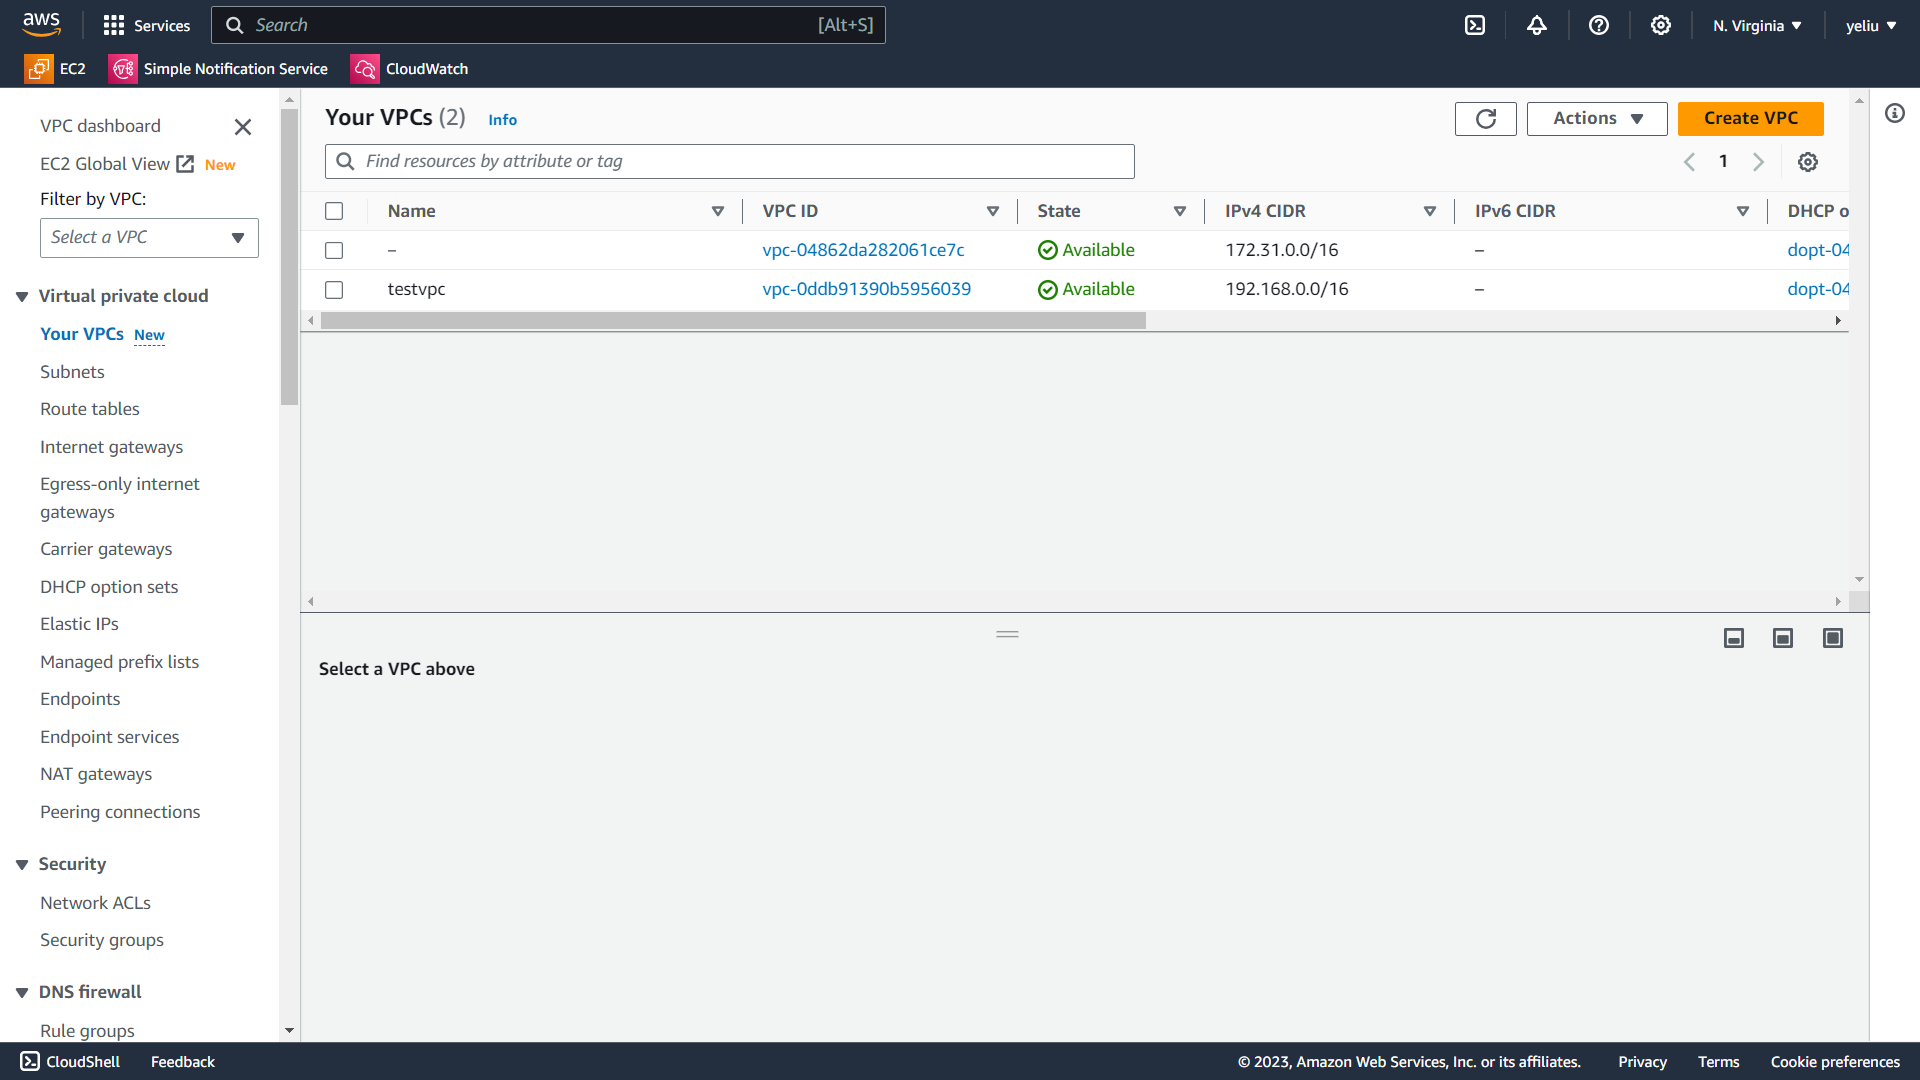 aws
Services
Search
[Alt+S]
N. Virginia
yeliu
EC2
Simple Notification Service
CloudWatch
VPC dashboard
EC2 Global View New
Filter by VPC:
Select a VPC
Virtual private cloud
Your VPCs New
Subnets
Route tables
Internet gateways
Egress-only internet
gateways
Carrier gateways
DHCP option sets
Elastic IPs
Managed prefix lists
Endpoints
Endpoint services
NAT gateways
Peering connections
Security
Network ACLs
Security groups
DNS firewall
Rule groups
Your VPCs (2) Info
Actions
Create VPC
Find resources by attribute or tag
1
Name VPC ID State IPv4 CIDR IPv6 CIDR DHCP o
– vpc-04862da282061ce7c Available 172.31.0.0/16 – dopt-04
testvpc vpc-0ddb91390b5956039 Available 192.168.0.0/16 – dopt-04
Select a VPC above
CloudShell
Feedback
© 2023, Amazon Web Services, Inc. or its affiliates.
Privacy
Terms
Cookie preferences